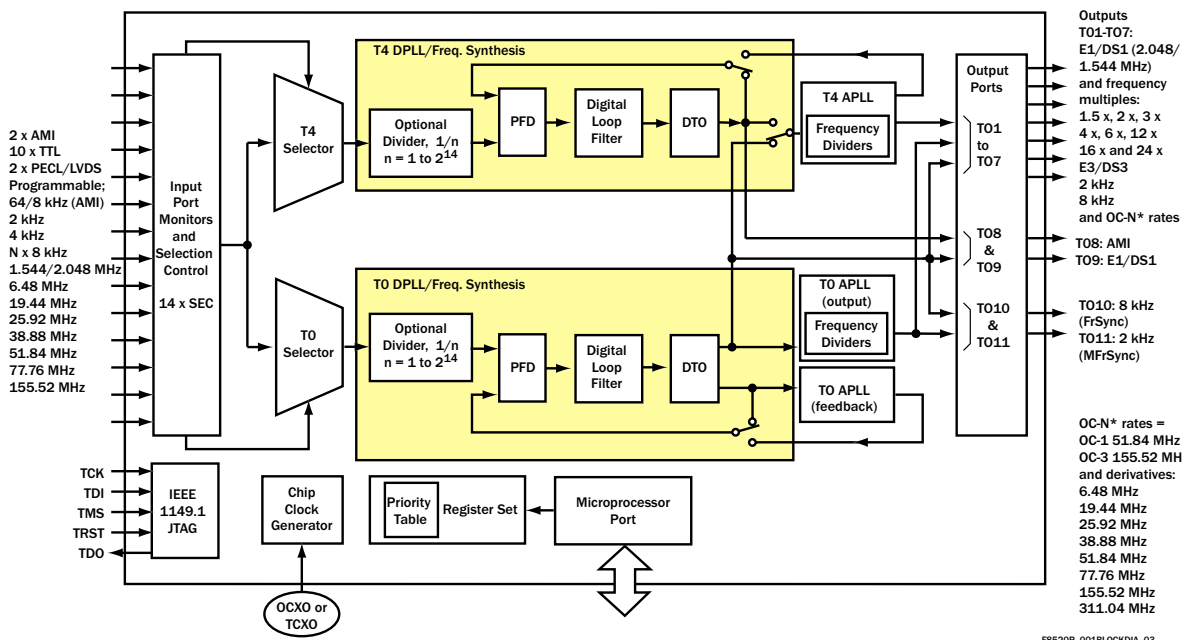 2 x AMI
10 x TTL
2 x PECL/LVDS
Programmable;
64/8 kHz (AMI)
2 kHz
4 kHz
N x 8 kHz
1.544/2.048 MHz
6.48 MHz
19.44 MHz
25.92 MHz
38.88 MHz
51.84 MHz
77.76 MHz
155.52 MHz
Input
Port
Monitors
and
Selection
Control
14 x SEC
T4
Selector
T4 DPLL/Freq. Synthesis
Optional
Divider, 1/n
n = 1 to 2^14
PFD
Digital
Loop
Filter
DTO
T4 APLL
Frequency
Dividers
T0
Selector
T0 DPLL/Freq. Synthesis
Optional
Divider, 1/n
n = 1 to 2^14
PFD
Digital
Loop
Filter
DTO
T0 APLL
(output)
Frequency
Dividers
T0 APLL
(feedback)
Output
Ports
T01
to
T07
T08
&
T09
T010
&
T011
Outputs
T01-T07:
E1/DS1 (2.048/
1.544 MHz)
and frequency
multiples:
1.5 x, 2 x, 3 x
4 x, 6 x, 12 x
16 x and 24 x
E3/DS3
2 kHz
8 kHz
and OC-N* rates
T08: AMI
T09: E1/DS1
T010: 8 kHz
(FrSync)
T011: 2 kHz
(MFrSync)
OC-N* rates =
OC-1 51.84 MHz
OC-3 155.52 MH
and derivatives:
6.48 MHz
19.44 MHz
25.92 MHz
38.88 MHz
51.84 MHz
77.76 MHz
155.52 MHz
311.04 MHz
TCK
TDI
TMS
TRST
TDO
IEEE
1149.1
JTAG
Chip
Clock
Generator
OCXO or
TCXO
Priority
Table
Register Set
Microprocessor
Port